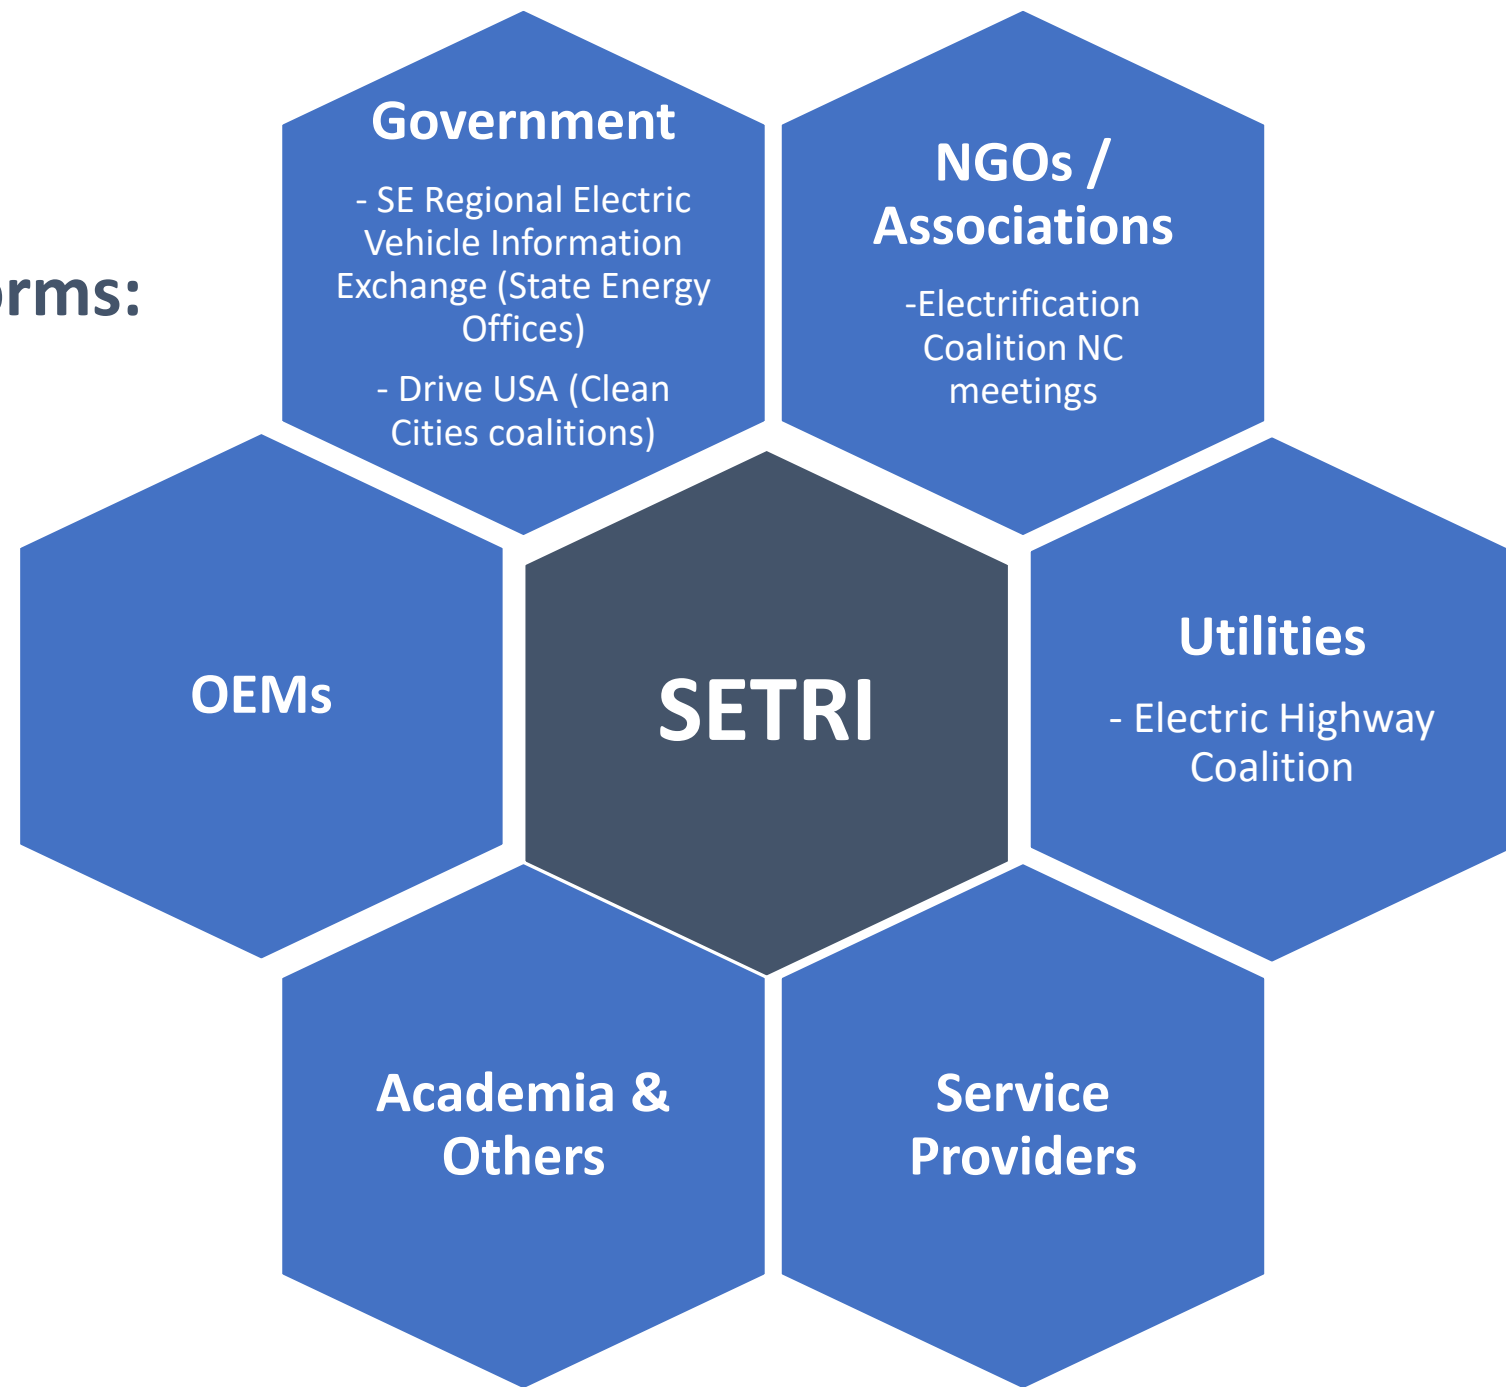 orms:
Government
- SE Regional Electric
Vehicle Information
Exchange (State Energy
Offices)
- Drive USA (Clean
Cities coalitions)
NGOs /
Associations
-Electrification
Coalition NC
meetings
OEMs
SETRI
Utilities
- Electric Highway
Coalition
Academia &
Others
Service
Providers